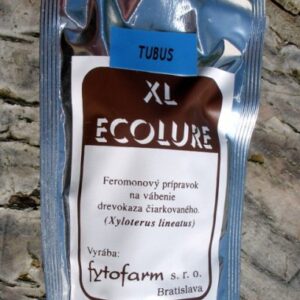 TUBUS
XL
ECOLURE
Feromonový prípravok
na vábenie
drevokaza čiarkovaného.
(Xyloterus lineatus)
Vyrába:
fytofarm s. r. o.
Bratislava